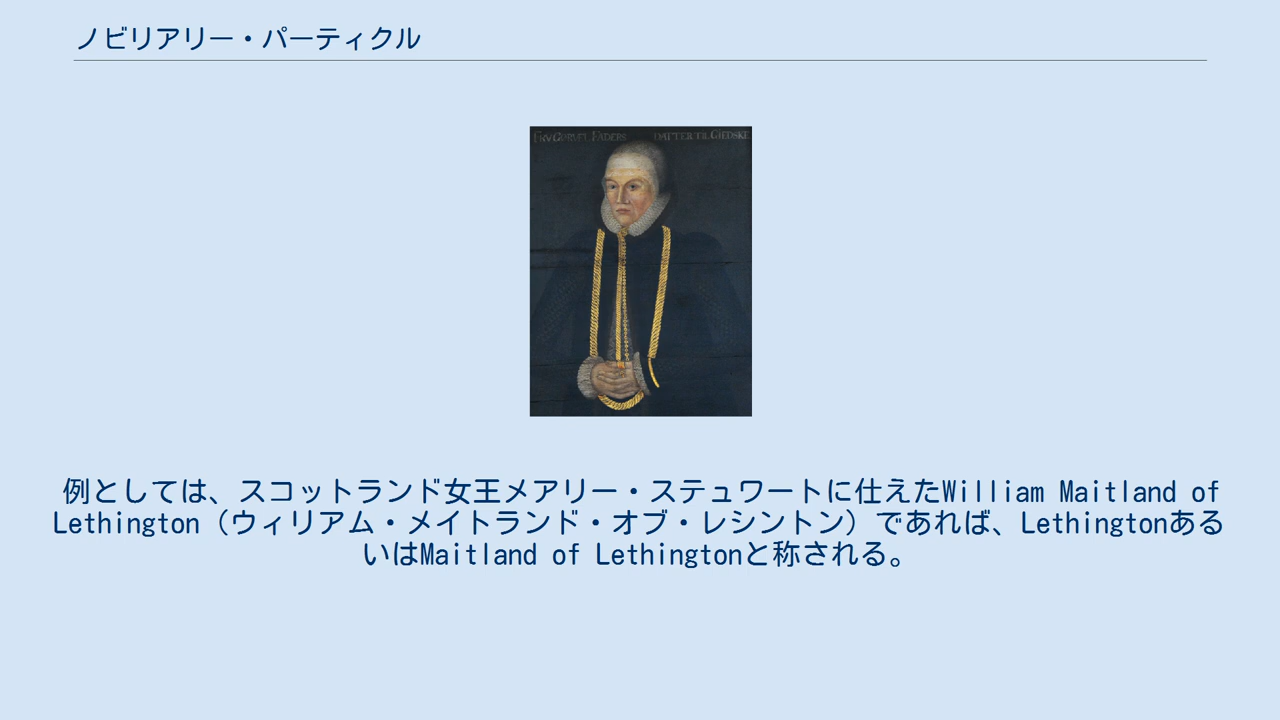 ノビリアリー・パーティクル
DATTER TIL GIEDSKE
例としては、スコットランド女王メアリー・ステュワートに仕えたWilliam Maitland of
Lethington（ウィリアム・メイトランド・オブ・レシントン）であれば、Lethingtonある
いはMaitland of Lethingtonと称される。